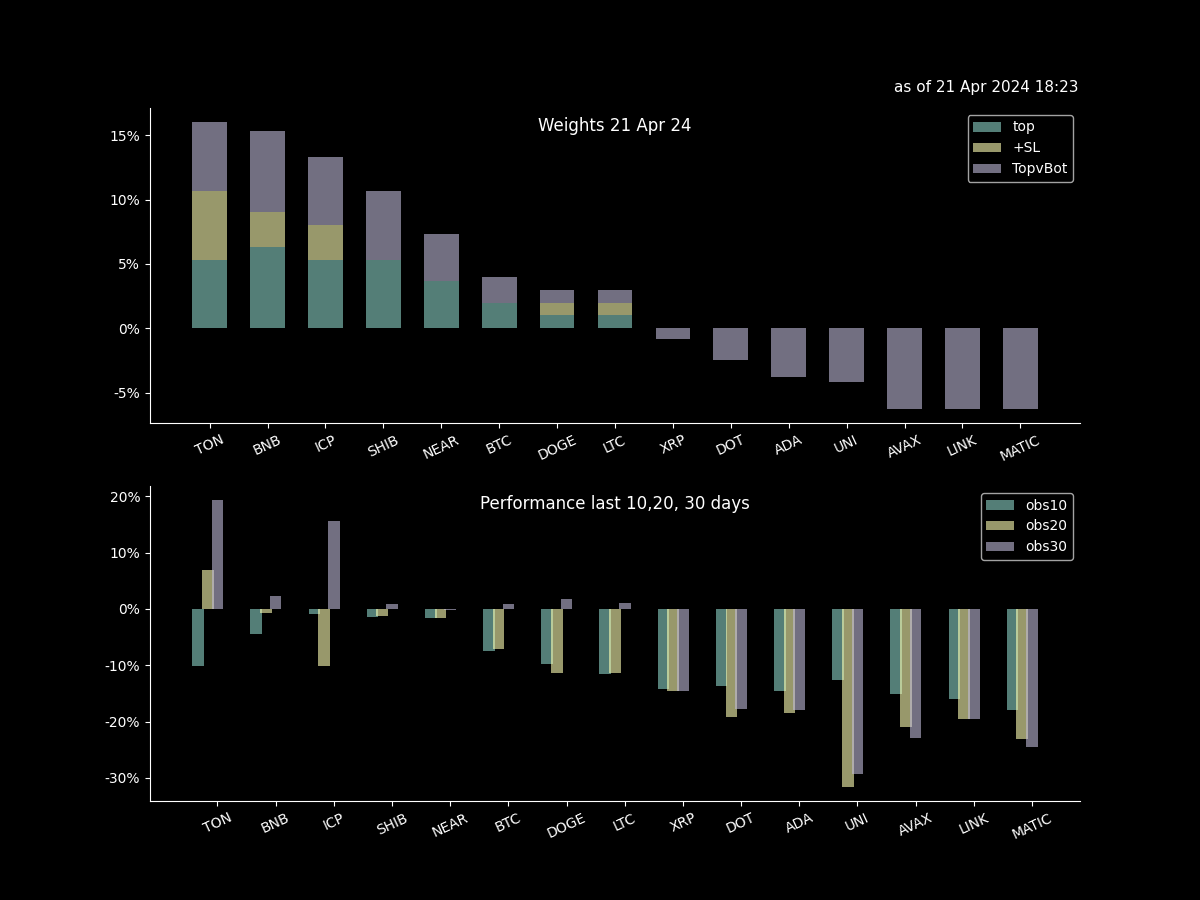 as of 21 Apr 2024 18:23
Weights 21 Apr 24
top
+SL
TopvBot
15%
10%
5%
0%
-5%
TON BNB ICP SHIB NEAR BTC DOGE LTC XRP DOT ADA UNI AVAX LINK MATIC
Performance last 10,20, 30 days
obs10
obs20
obs30
20%
10%
0%
-10%
-20%
-30%
TON BNB ICP SHIB NEAR BTC DOGE LTC XRP DOT ADA UNI AVAX LINK MATIC